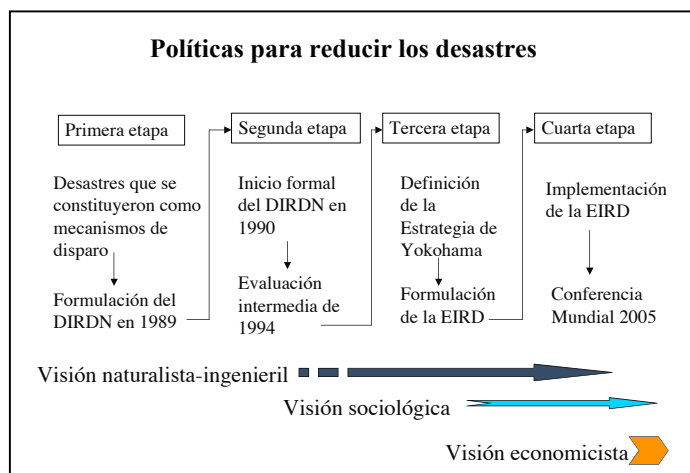 Políticas para reducir los desastres
Primera etapa
Desastres que se
constituyeron como
mecanismos de
disparo
Formulación del
DIRDN en 1989
Segunda etapa
Inicio formal
del DIRDN en
1990
Evaluación
intermedia de
1994
Tercera etapa
Definición
de la
Estrategia de
Yokohama
Formulación
de la EIRD
Cuarta etapa
Implementación
de la EIRD
Conferencia
Mundial 2005
Visión naturalista-ingenieril
Visión sociológica
Visión economicista